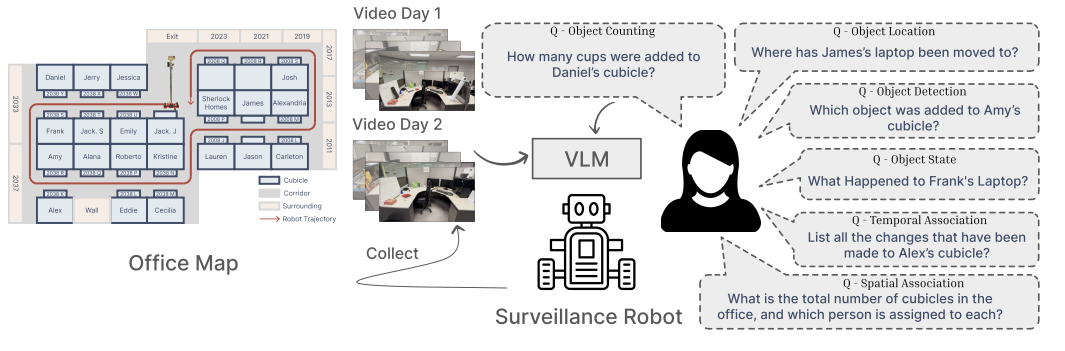 Exit
2023
2021
2019
2017
2013
2011
2033
2037
Daniel
Jerry
Jessica
Josh
Sherlock
Homes
James
Alexandria
Frank
Jack. S
Emily
Jack. J
Amy
Alana
Roberto
Kristine
Lauren
Jason
Carleton
Alex
Wall
Eddie
Cecilia
Cubicle
Corridor
Surrounding
Robot Trajectory
Office Map
Video Day 1
Video Day 2
Collect
VLM
Surveillance Robot
Q - Object Counting
How many cups were added to
Daniel's cubicle?
Q - Object Location
Where has James's laptop been moved to?
Q - Object Detection
Which object was added to Amy's
cubicle?
Q - Object State
What Happened to Frank's Laptop?
Q - Temporal Association
List all the changes that have been
made to Alex's cubicle?
Q - Spatial Association
What is the total number of cubicles in the
office, and which person is assigned to each?